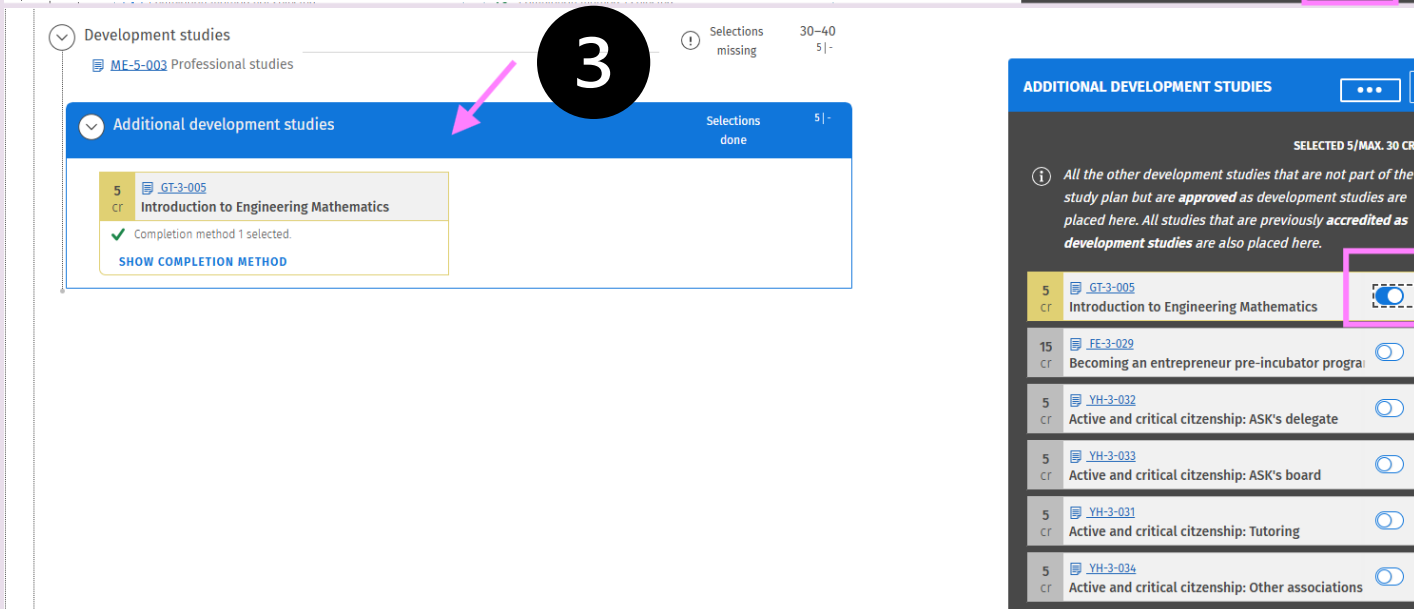 Development studies
Selections
missing
30–40
5 | -
ME-5-003 Professional studies
3
Additional development studies
Selections
done
5 | -
5
cr
GT-3-005
Introduction to Engineering Mathematics
Completion method 1 selected.
SHOW COMPLETION METHOD
ADDITIONAL DEVELOPMENT STUDIES
SELECTED 5/MAX. 30 CR
All the other development studies that are not part of the
study plan but are approved as development studies are
placed here. All studies that are previously accredited as
development studies are also placed here.
5
cr
GT-3-005
Introduction to Engineering Mathematics
15
cr
FE-3-029
Becoming an entrepreneur pre-incubator progra
5
cr
YH-3-032
Active and critical citzenship: ASK's delegate
5
cr
YH-3-033
Active and critical citzenship: ASK's board
5
cr
YH-3-031
Active and critical citzenship: Tutoring
5
cr
YH-3-034
Active and critical citzenship: Other associations